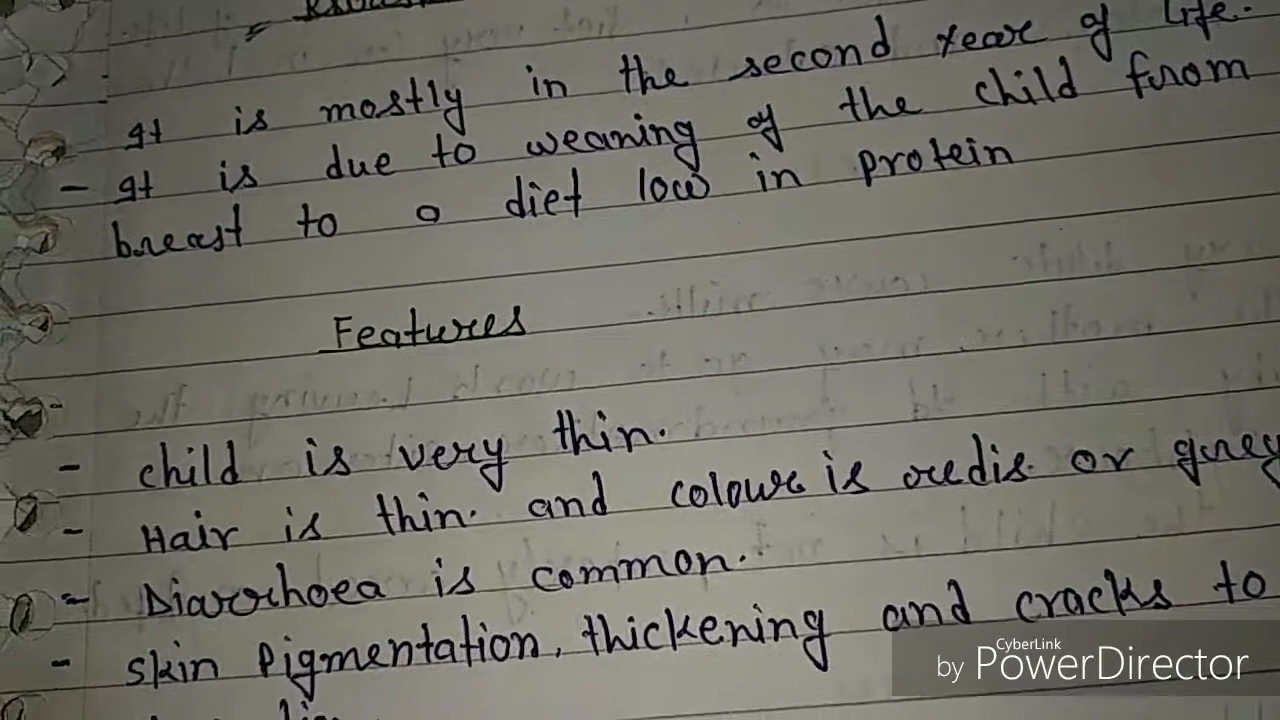 It is mostly in the second year of life.
- It is due to weaning of the child from
breast to a diet low in protein
Features
- child is very thin.
- Hair is thin. and colour is redis or grey
- Diarrhoea is common.
- skin pigmentation, thickening and cracks to
CyberLink
by PowerDirector